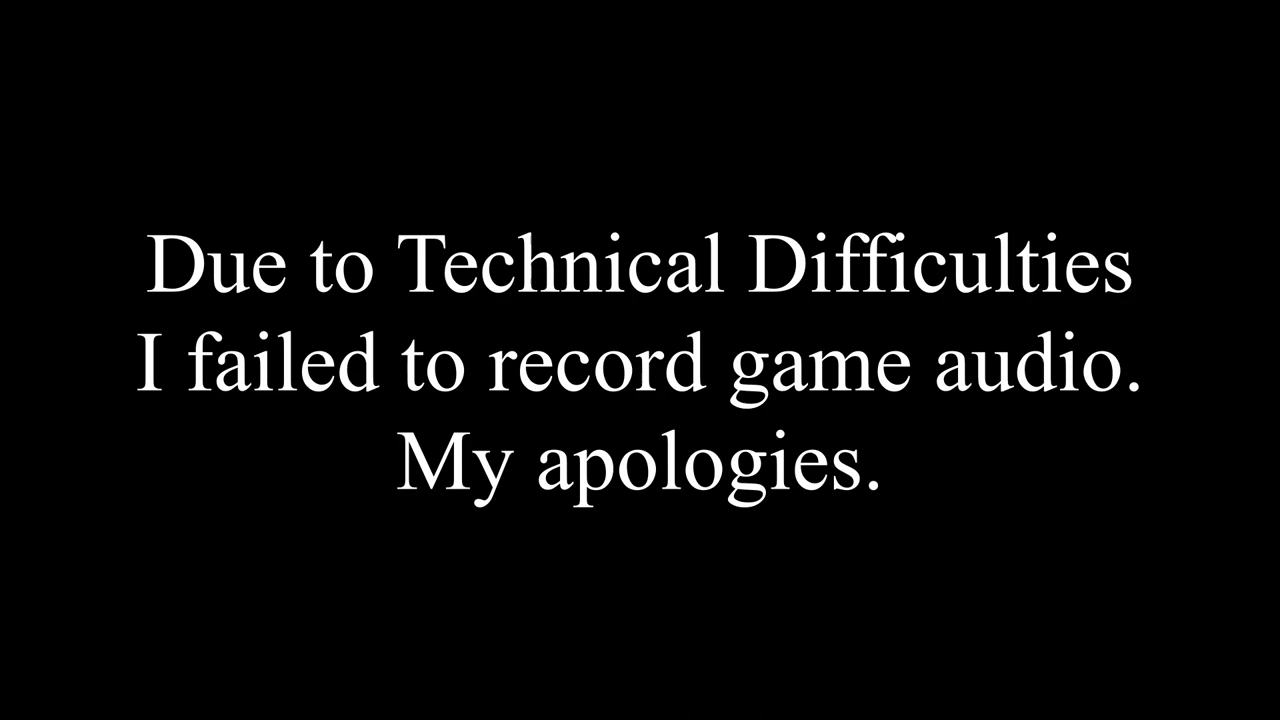 Due to Technical Difficulties
I failed to record game audio.
My apologies.